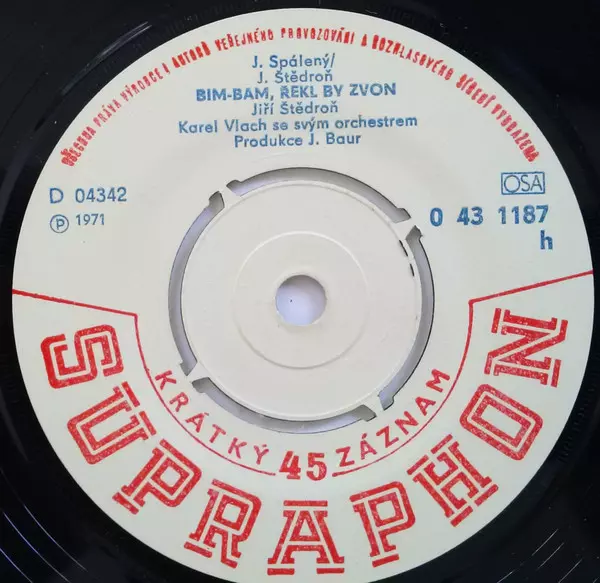 VŠECHNA PRÁVA VÝROBCE I AUTORŮ VEŘEJNÉHO PROVOZOVÁNÍ A ROZHLASOVÉHO ŠÍŘENÍ VYHRAZENA
J. Spálený/
J. Štědroň
BIM-BAM, ŘEKL BY ZVON
Jiří Štědroň
Karel Vlach se svým orchestrem
Produkce J. Baur
D 04342
℗ 1971
OSA
0 43 1187
h
KRÁTKÝ 45 ZÁZNAM
SUPRAPHON